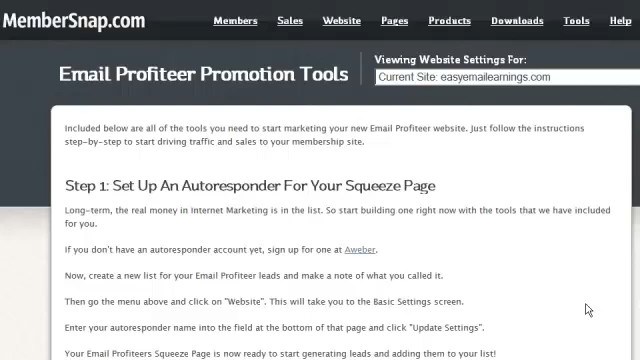 MemberSnap.com
Members Sales Website Pages Products Downloads Tools Help
Email Profiteer Promotion Tools
Viewing Website Settings For:
Current Site: easyemailearnings.com
Included below are all of the tools you need to start marketing your new Email Profiteer website. Just follow the instructions
step-by-step to start driving traffic and sales to your membership site.
Step 1: Set Up An Autoresponder For Your Squeeze Page
Long-term, the real money in Internet Marketing is in the list. So start building one right now with the tools that we have included
for you.
If you don't have an autoresponder account yet, sign up for one at Aweber.
Now, create a new list for your Email Profiteer leads and make a note of what you called it.
Then go the menu above and click on "Website". This will take you to the Basic Settings screen.
Enter your autoresponder name into the field at the bottom of that page and click "Update Settings".
Your Email Profiteers Squeeze Page is now ready to start generating leads and adding them to your list!